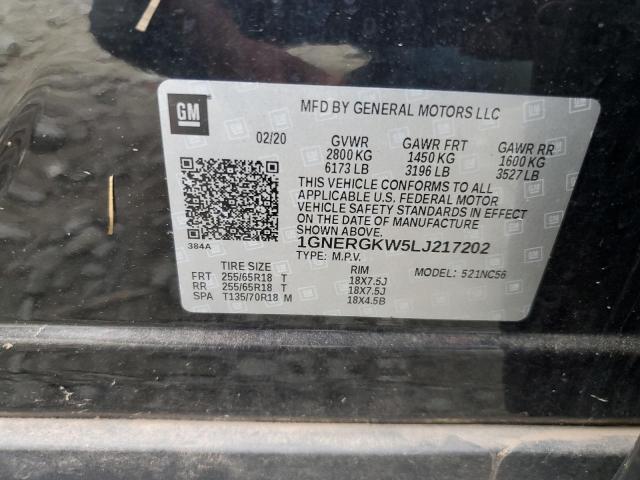 GM
MFD BY GENERAL MOTORS LLC
02/20 GVWR GAWR FRT GAWR RR
2800 KG 1450 KG 1600 KG
6173 LB 3196 LB 3527 LB
THIS VEHICLE CONFORMS TO ALL
APPLICABLE U.S. FEDERAL MOTOR
VEHICLE SAFETY STANDARDS IN EFFECT
ON THE DATE OF MANUFACTURE
SHOWN ABOVE.
384A 1GNERGKW5LJ217202
TYPE: M.P.V. MODEL: 521NC56
TIRE SIZE RIM
FRT 255/65R18 T 18X7.5J
RR 255/65R18 T 18X7.5J
SPA T135/70R18 M 18X4.5B